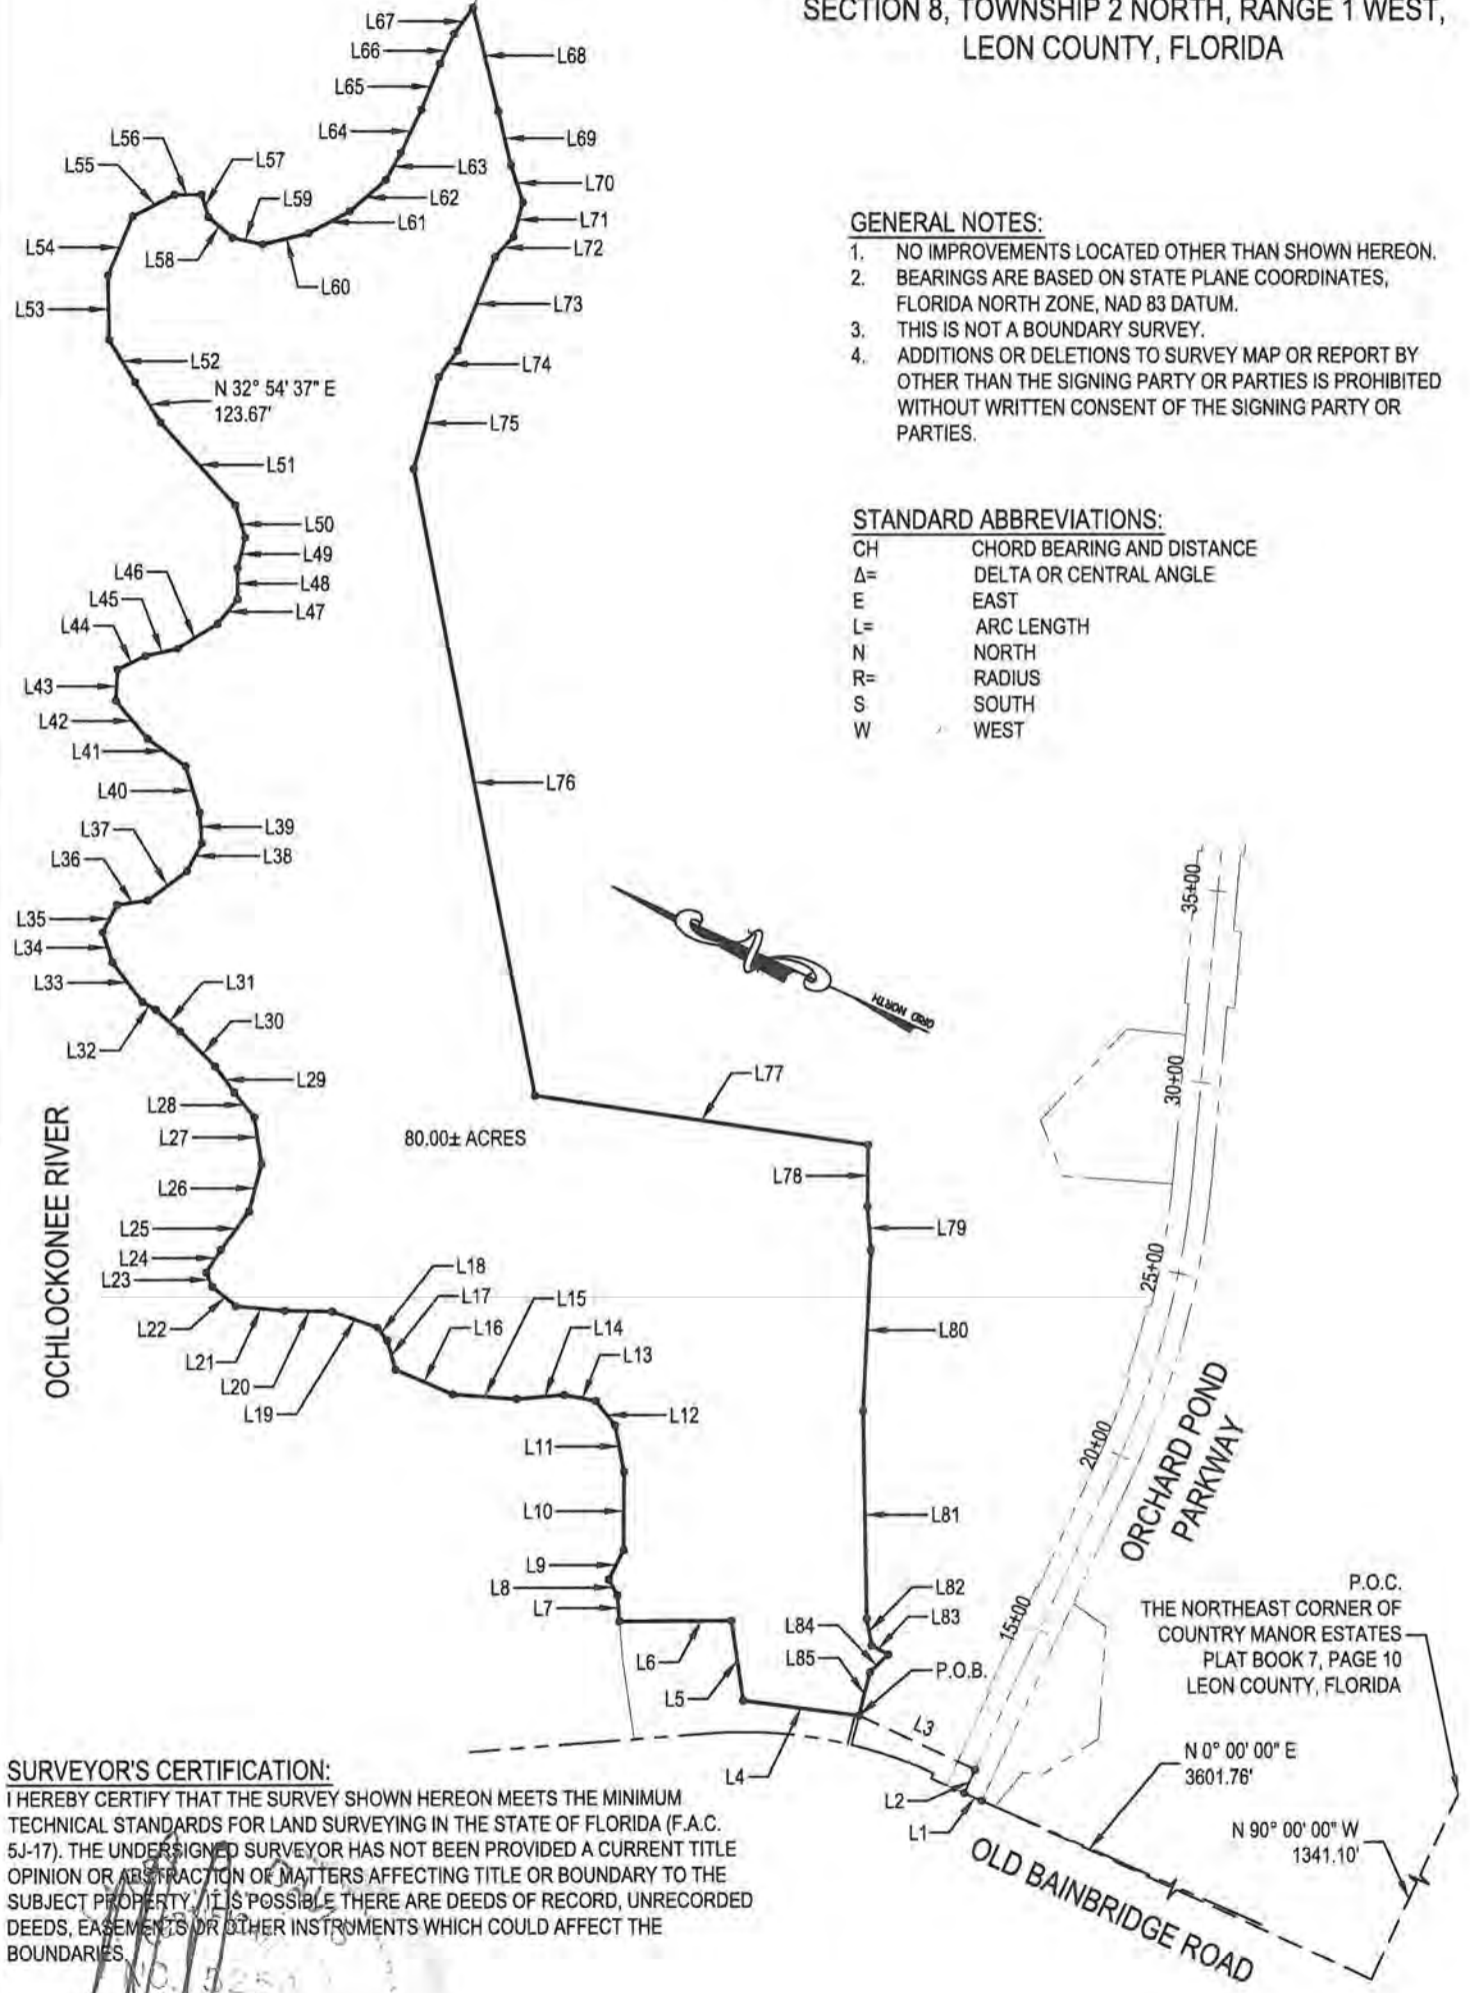 SECTION 8, TOWNSHIP 2 NORTH, RANGE 1 WEST,
LEON COUNTY, FLORIDA
GENERAL NOTES:
1. NO IMPROVEMENTS LOCATED OTHER THAN SHOWN HEREON.
2. BEARINGS ARE BASED ON STATE PLANE COORDINATES,
FLORIDA NORTH ZONE, NAD 83 DATUM.
3. THIS IS NOT A BOUNDARY SURVEY.
4. ADDITIONS OR DELETIONS TO SURVEY MAP OR REPORT BY
OTHER THAN THE SIGNING PARTY OR PARTIES IS PROHIBITED
WITHOUT WRITTEN CONSENT OF THE SIGNING PARTY OR
PARTIES.
STANDARD ABBREVIATIONS:
CH CHORD BEARING AND DISTANCE
Δ= DELTA OR CENTRAL ANGLE
E EAST
L= ARC LENGTH
N NORTH
R= RADIUS
S SOUTH
W WEST
L67
L66
L65
L64
L63
L62
L61
L60
L59
L58
L57
L56
L55
L54
L53
L52
N 32° 54' 37" E
123.67'
L51
L50
L49
L48
L47
L46
L45
L44
L43
L42
L41
L40
L39
L38
L37
L36
L35
L34
L33
L32
L31
L30
L29
L28
L27
L26
L25
L24
L23
L22
L21
L20
L19
L18
L17
L16
L15
L14
L13
L12
L11
L10
L9
L8
L7
L6
L5
L4
L68
L69
L70
L71
L72
L73
L74
L75
L76
L77
L78
L79
L80
L81
L82
L83
L84
L85
P.O.B.
L3
L2
L1
GRID NORTH
80.00± ACRES
OCHLOCKONEE RIVER
35+00
30+00
25+00
20+00
15+00
ORCHARD POND
PARKWAY
P.O.C.
THE NORTHEAST CORNER OF
COUNTRY MANOR ESTATES
PLAT BOOK 7, PAGE 10
LEON COUNTY, FLORIDA
N 0° 00' 00" E
3601.76'
N 90° 00' 00" W
1341.10'
OLD BAINBRIDGE ROAD
SURVEYOR'S CERTIFICATION:
I HEREBY CERTIFY THAT THE SURVEY SHOWN HEREON MEETS THE MINIMUM
TECHNICAL STANDARDS FOR LAND SURVEYING IN THE STATE OF FLORIDA (F.A.C.
5J-17). THE UNDERSIGNED SURVEYOR HAS NOT BEEN PROVIDED A CURRENT TITLE
OPINION OR ABSTRACTION OF MATTERS AFFECTING TITLE OR BOUNDARY TO THE
SUBJECT PROPERTY. IT IS POSSIBLE THERE ARE DEEDS OF RECORD, UNRECORDED
DEEDS, EASEMENTS OR OTHER INSTRUMENTS WHICH COULD AFFECT THE
BOUNDARIES.
NO.